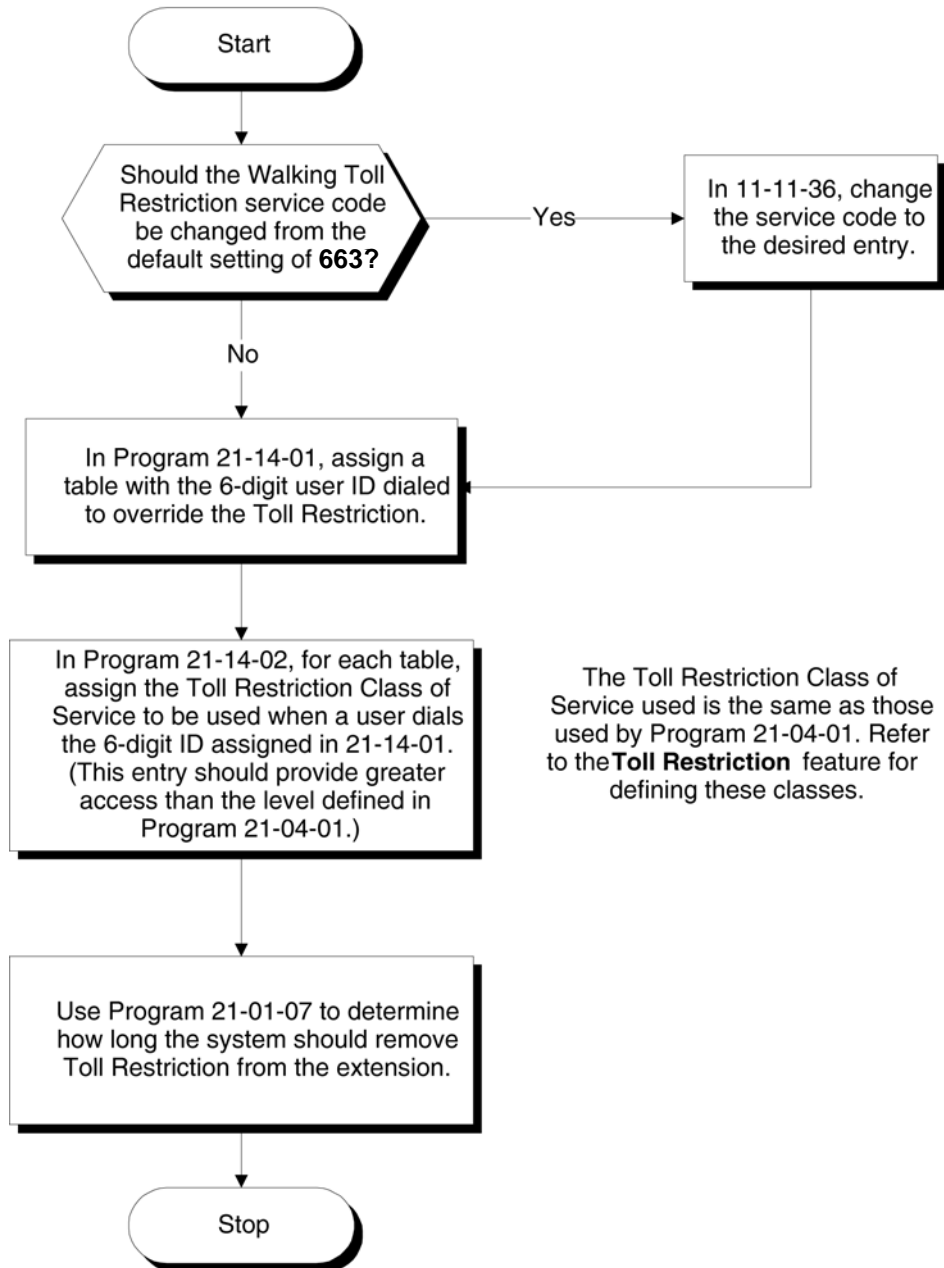 Start
Should the Walking Toll
Restriction service code
be changed from the
default setting of 663?
Yes
In 11-11-36, change
the service code to
the desired entry.
No
In Program 21-14-01, assign a
table with the 6-digit user ID dialed
to override the Toll Restriction.
In Program 21-14-02, for each table,
assign the Toll Restriction Class of
Service to be used when a user dials
the 6-digit ID assigned in 21-14-01.
(This entry should provide greater
access than the level defined in
Program 21-04-01.)
The Toll Restriction Class of
Service used is the same as those
used by Program 21-04-01. Refer
to the Toll Restriction feature for
defining these classes.
Use Program 21-01-07 to determine
how long the system should remove
Toll Restriction from the extension.
Stop